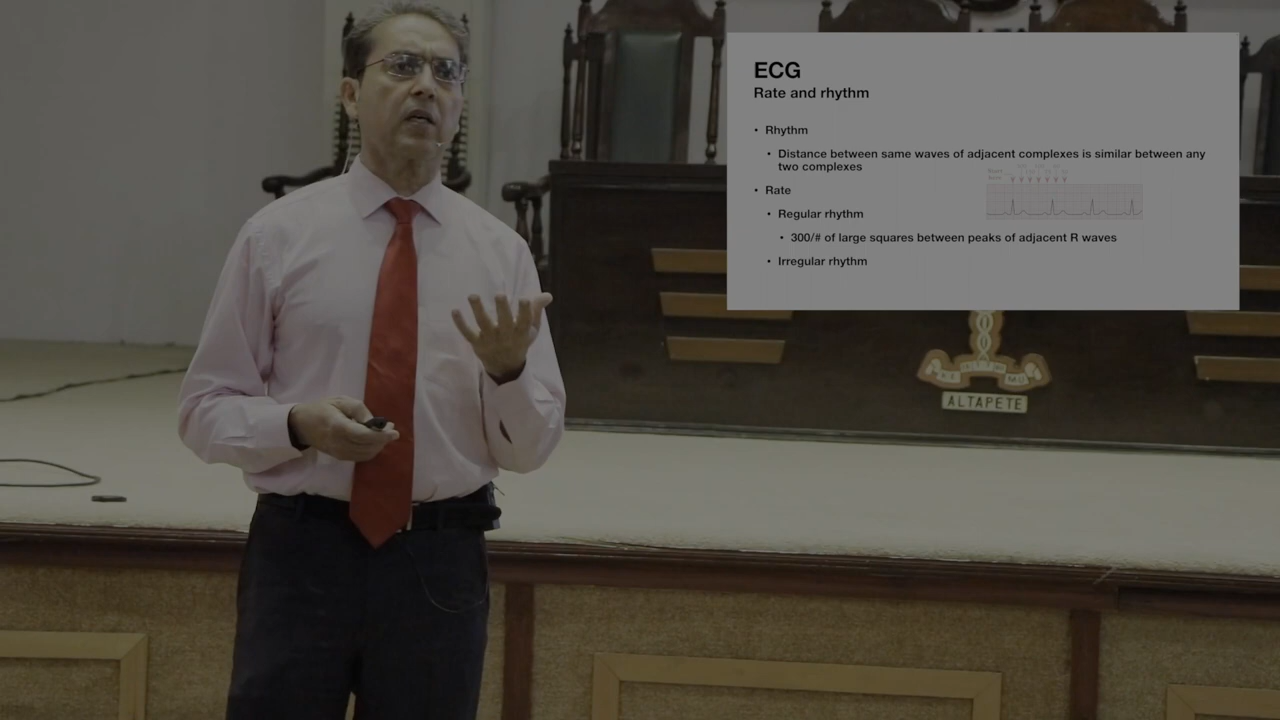 ECG
Rate and rhythm
• Rhythm
• Distance between same waves of adjacent complexes is similar between any
two complexes
• Rate
• Regular rhythm
• 300/# of large squares between peaks of adjacent R waves
• Irregular rhythm
ALTAPETE